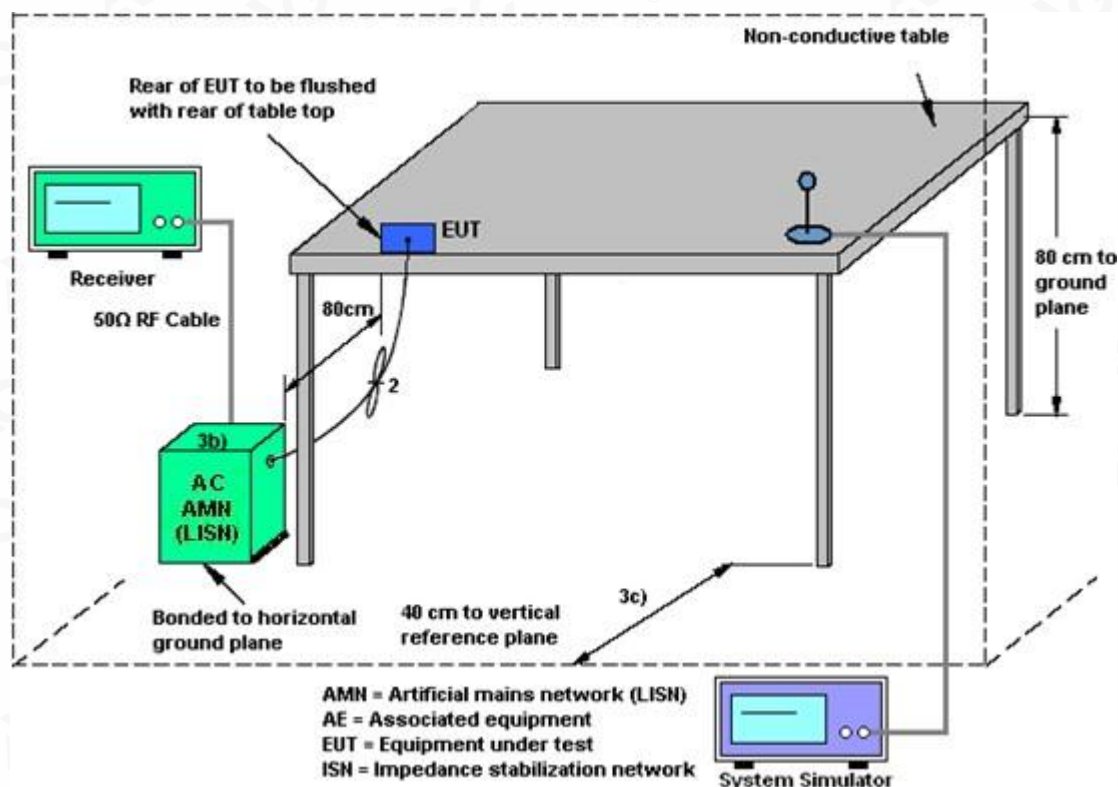 Non-conductive table
Rear of EUT to be flushed
with rear of table top
EUT
Receiver
80 cm to
ground
plane
80cm
50Ω RF Cable
2
3b)
AC
AMN
(LISN)
3c)
40 cm to vertical
reference plane
Bonded to horizontal
ground plane
AMN = Artificial mains network (LISN)
AE = Associated equipment
EUT = Equipment under test
ISN = Impedance stabilization network
System Simulator